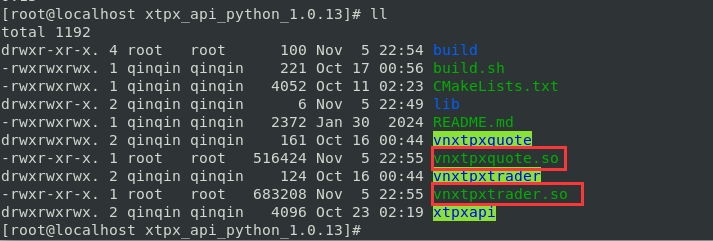 [root@localhost xtpx_api_python_1.0.13]# ll
total 1192
drwxr-xr-x. 4 root   root      100 Nov  5 22:54 build
-rwxrwxrwx. 1 qinqin qinqin    221 Oct 17 00:56 build.sh
-rwxrwxrwx. 1 qinqin qinqin   4052 Oct 11 02:23 CMakeLists.txt
drwxrwxr-x. 2 qinqin qinqin      6 Nov  5 22:49 lib
-rwxrwxrwx. 1 qinqin qinqin   2372 Jan 30  2024 README.md
drwxrwxrwx. 2 qinqin qinqin    161 Oct 16 00:44 vnxtpxquote
-rwxr-xr-x. 1 root   root   516424 Nov  5 22:55 vnxtpxquote.so
drwxrwxrwx. 2 qinqin qinqin    124 Oct 16 00:44 vnxtpxtrader
-rwxr-xr-x. 1 root   root   683208 Nov  5 22:55 vnxtpxtrader.so
drwxrwxrwx. 2 qinqin qinqin   4096 Oct 23 02:19 xtpxapi
[root@localhost xtpx_api_python_1.0.13]#